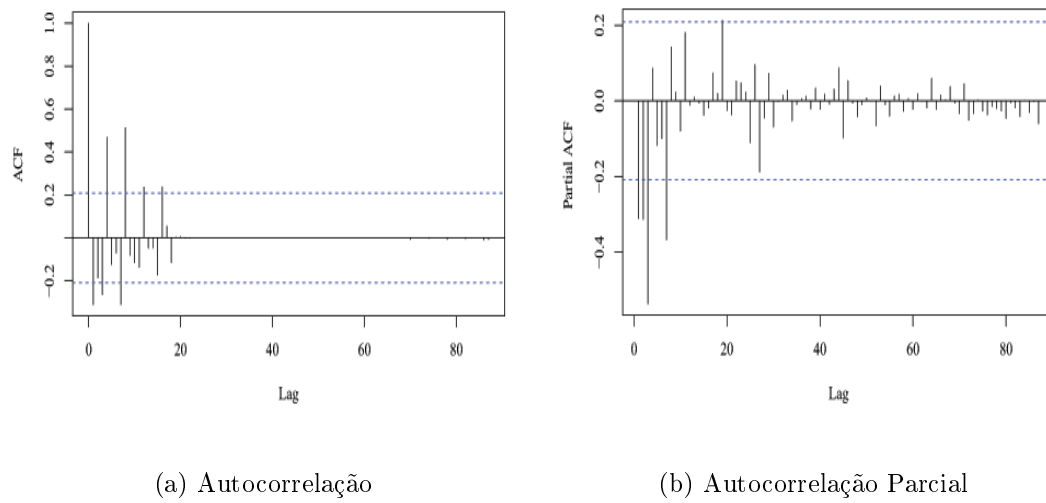 1.0
0.8
0.6
0.4
0.2
−0.2
ACF
0 20 40 60 80
Lag
0.2
0.0
−0.2
−0.4
Partial ACF
0 20 40 60 80
Lag
(a) Autocorrelação
(b) Autocorrelação Parcial